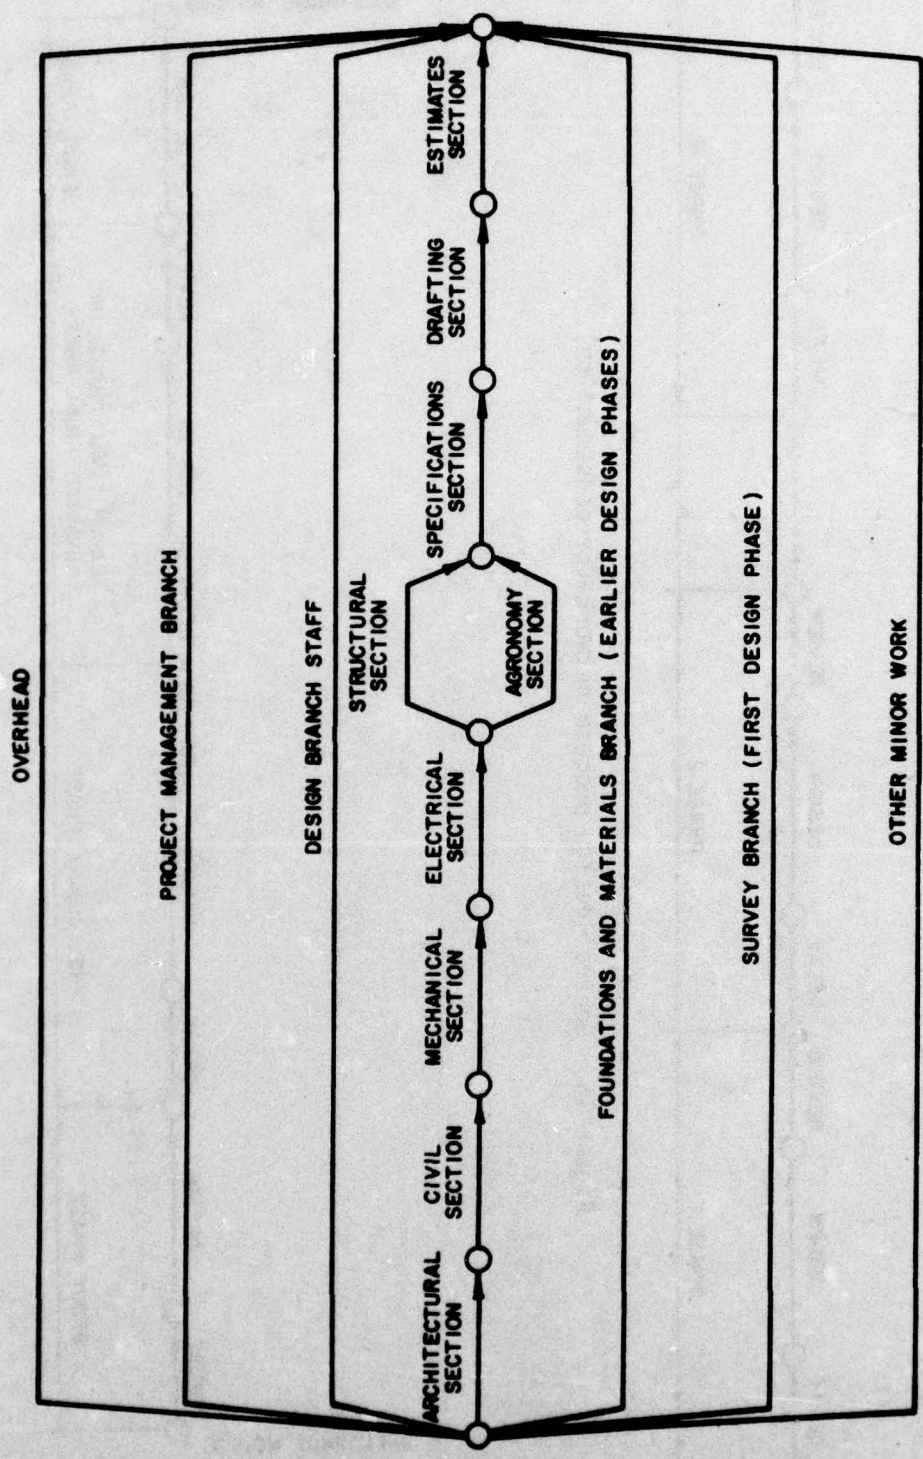 OVERHEAD
PROJECT MANAGEMENT BRANCH
DESIGN BRANCH STAFF
ARCHITECTURAL
SECTION
CIVIL
SECTION
MECHANICAL
SECTION
ELECTRICAL
SECTION
STRUCTURAL
SECTION
AGRONOMY
SECTION
SPECIFICATIONS
SECTION
DRAFTING
SECTION
ESTIMATES
SECTION
FOUNDATIONS AND MATERIALS BRANCH (EARLIER DESIGN PHASES)
SURVEY BRANCH (FIRST DESIGN PHASE)
OTHER MINOR WORK